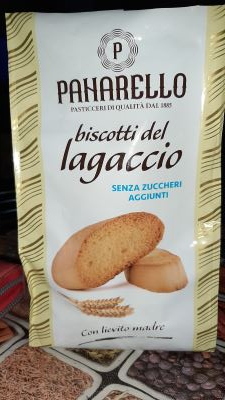 P
PANARELLO
PASTICCERI DI QUALITÀ DAL 1885
biscotti del
lagaccio
SENZA ZUCCHERI
AGGIUNTI
Con lievito madre